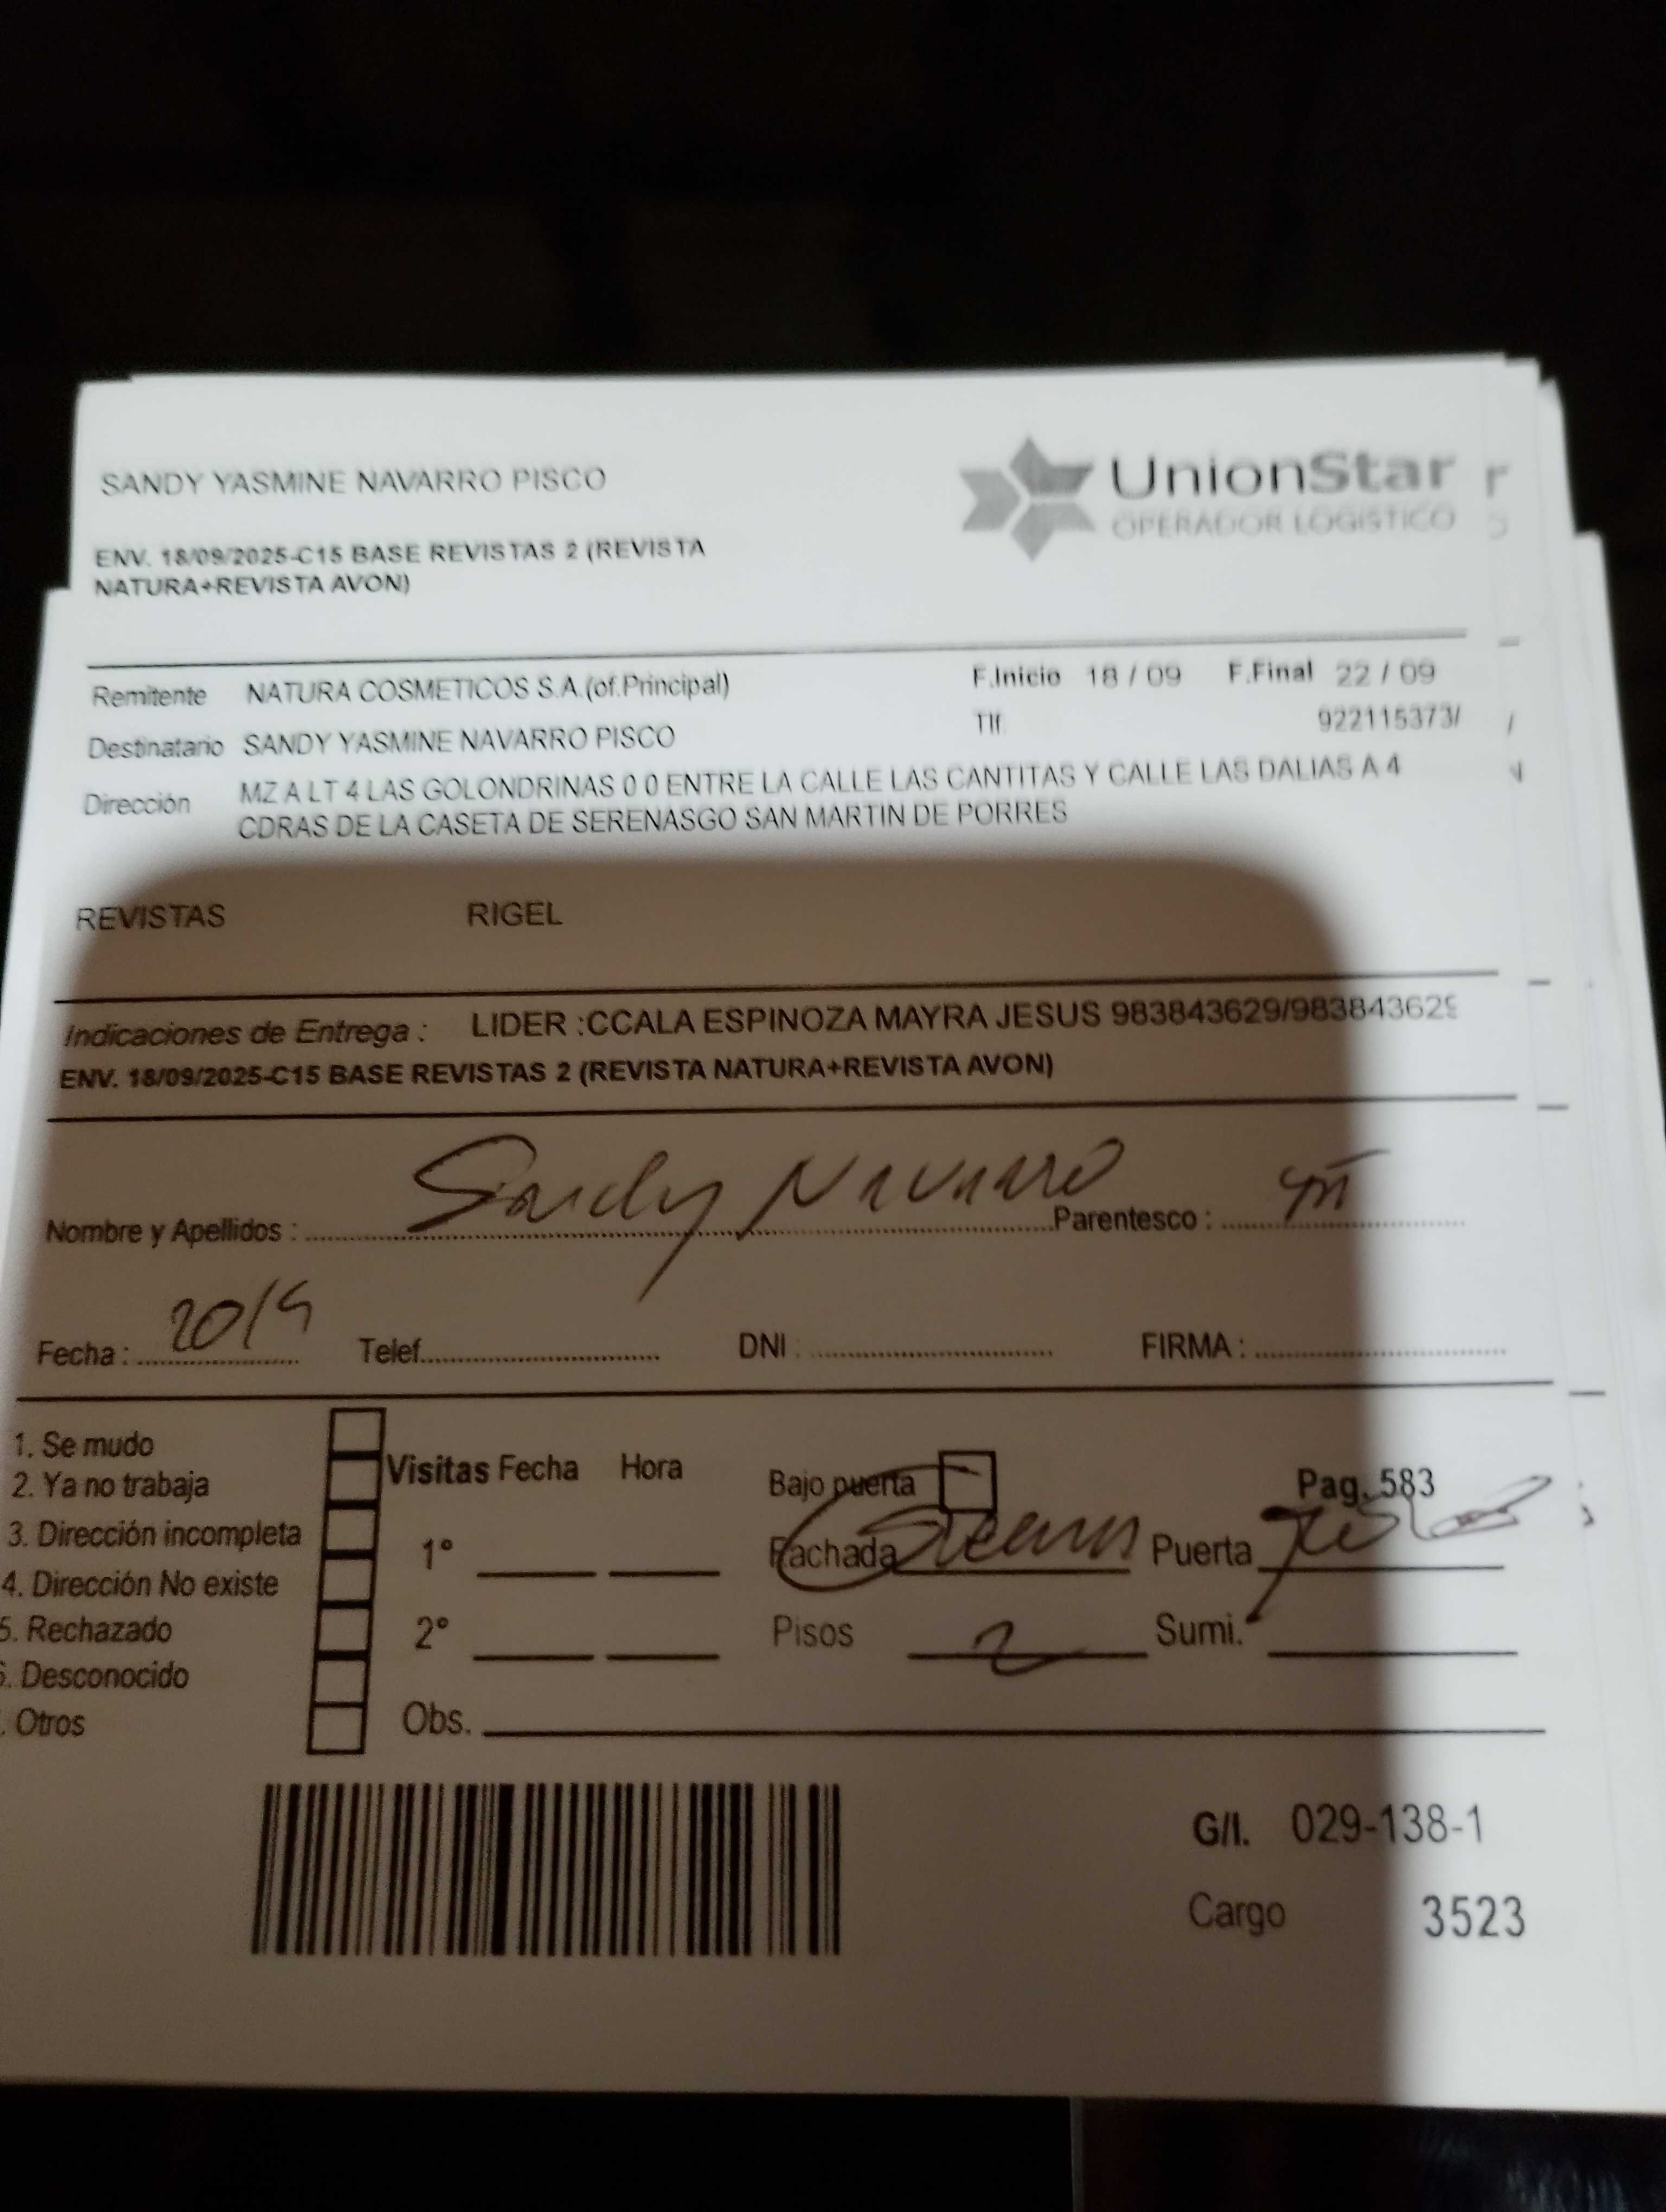 SANDY YASMINE NAVARRO PISCO
UnionStar
OPERADOR LOGISTICO
ENV. 18/09/2025-C15 BASE REVISTAS 2 (REVISTA
NATURA+REVISTA AVON)
Remitente NATURA COSMETICOS S.A.(of.Principal) F.Inicio 18 / 09 F.Final 22 / 09
Destinatario SANDY YASMINE NAVARRO PISCO Tlf 922115373/
Dirección MZ A LT 4 LAS GOLONDRINAS 0 0 ENTRE LA CALLE LAS CANTITAS Y CALLE LAS DALIAS A 4
CDRAS DE LA CASETA DE SERENASGO SAN MARTIN DE PORRES
REVISTAS RIGEL
Indicaciones de Entrega : LIDER :CCALA ESPINOZA MAYRA JESUS 983843629/983843629
ENV. 18/09/2025-C15 BASE REVISTAS 2 (REVISTA NATURA+REVISTA AVON)
Nombre y Apellidos : Sandy Navarro Parentesco :
Fecha : 20/9 Telef. DNI : FIRMA :
1. Se mudo
2. Ya no trabaja
3. Dirección incompleta
4. Dirección No existe
5. Rechazado
6. Desconocido
. Otros
Visitas Fecha Hora
1°
2°
Obs.
Bajo puerta Pag. 583
Fachada Puerta
Pisos 2 Sumi.
G/I. 029-138-1
Cargo 3523